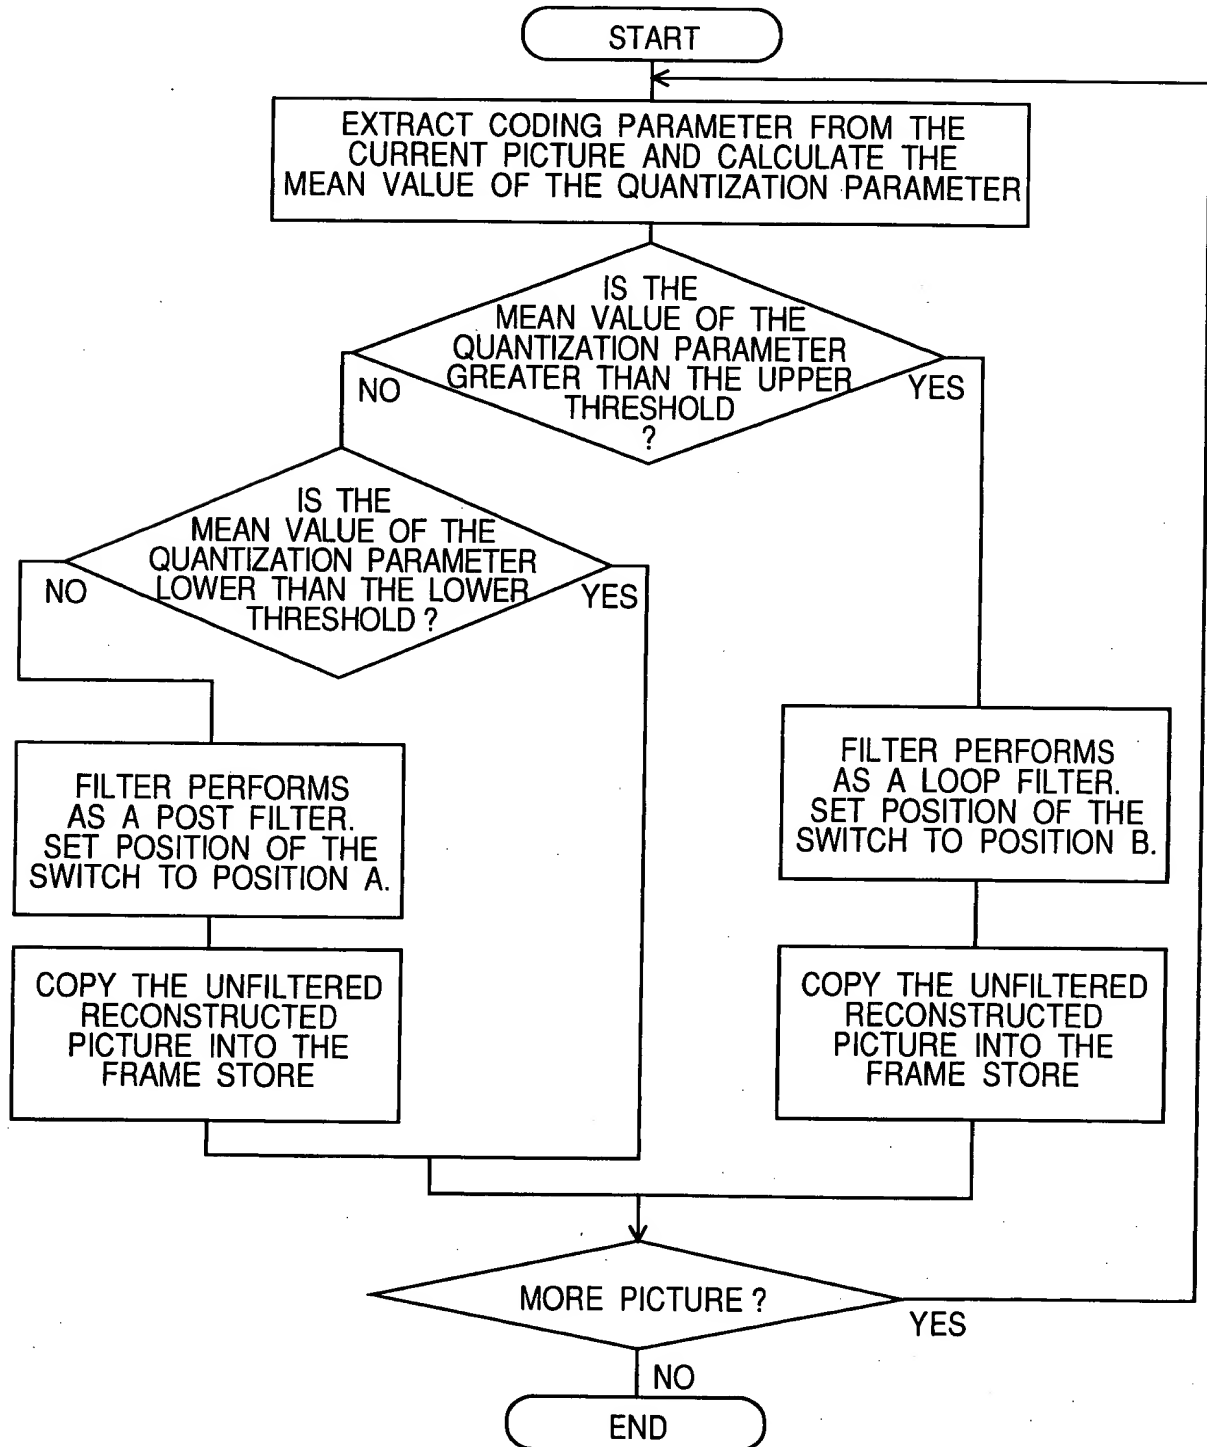 START
EXTRACT CODING PARAMETER FROM THE
CURRENT PICTURE AND CALCULATE THE
MEAN VALUE OF THE QUANTIZATION PARAMETER
IS THE
MEAN VALUE OF THE
QUANTIZATION PARAMETER
GREATER THAN THE UPPER
THRESHOLD
?
NO
YES
IS THE
MEAN VALUE OF THE
QUANTIZATION PARAMETER
LOWER THAN THE LOWER
THRESHOLD ?
NO
YES
FILTER PERFORMS
AS A POST FILTER.
SET POSITION OF THE
SWITCH TO POSITION A.
FILTER PERFORMS
AS A LOOP FILTER.
SET POSITION OF THE
SWITCH TO POSITION B.
COPY THE UNFILTERED
RECONSTRUCTED
PICTURE INTO THE
FRAME STORE
COPY THE UNFILTERED
RECONSTRUCTED
PICTURE INTO THE
FRAME STORE
MORE PICTURE ?
YES
NO
END